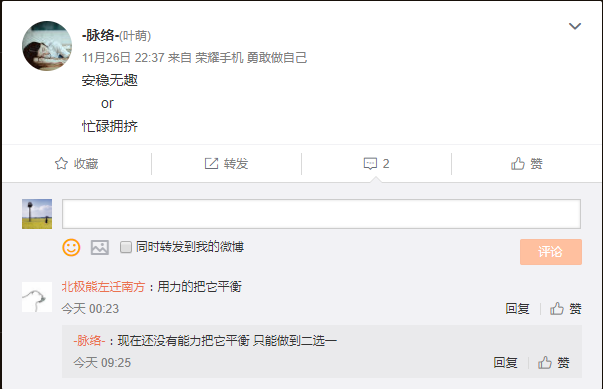 -脉络-(叶萌)
11月26日 22:37 来自 荣耀手机 勇敢做自己
安稳无趣
or
忙碌拥挤
收藏 转发 2 赞
同时转发到我的微博 评论
北极熊左迁南方：用力的把它平衡
今天 00:23 回复 赞
-脉络-：现在还没有能力把它平衡 只能做到二选一
今天 09:25 回复 赞